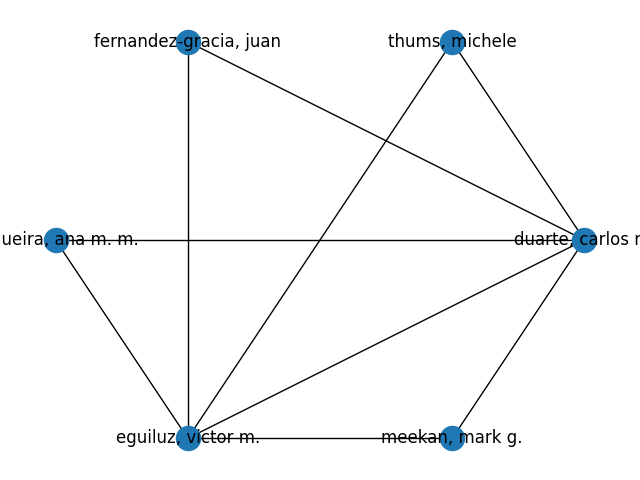 fernandez-gracia, juan
thums, michele
ueira, ana m. m.
duarte, carlos
eguiluz, victor m.
meekan, mark g.